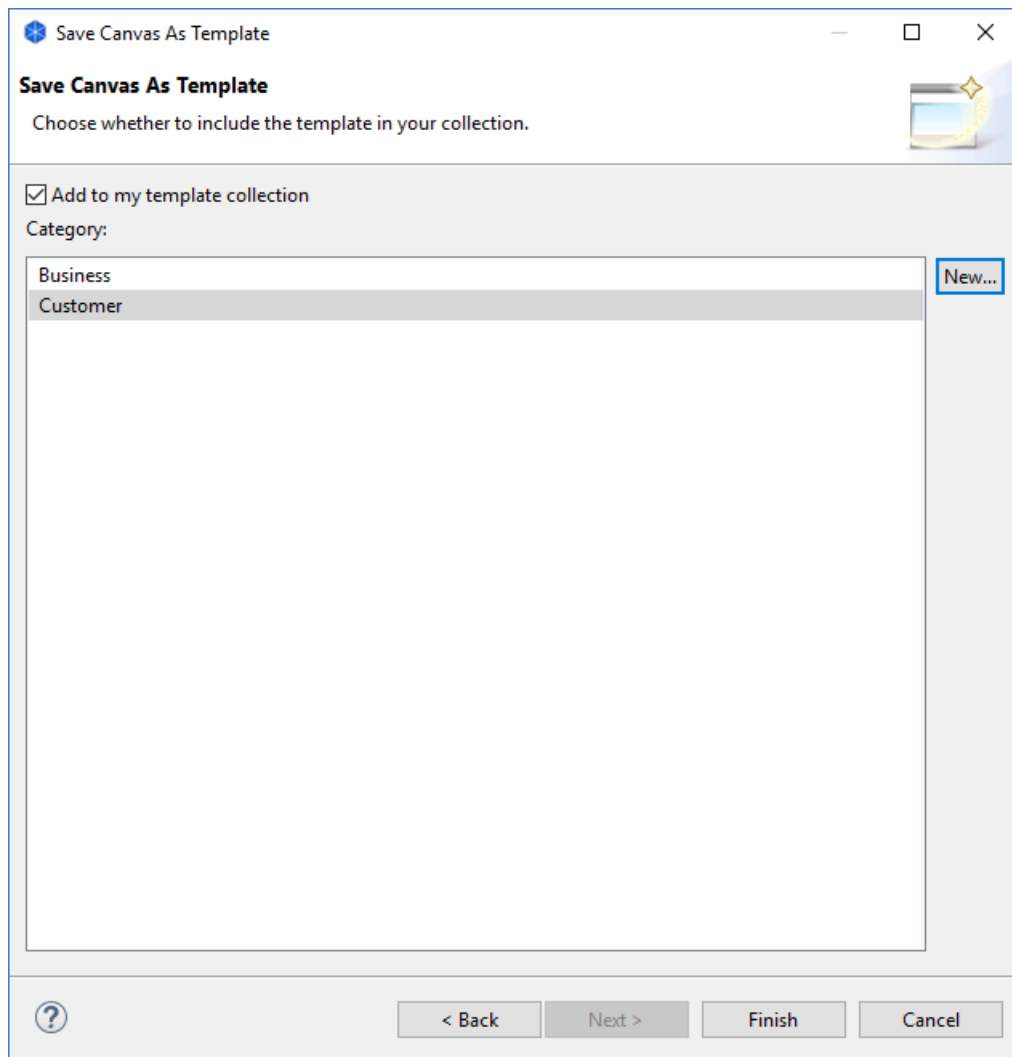 Save Canvas As Template
Save Canvas As Template
Choose whether to include the template in your collection.
Add to my template collection
Category:
Business
New...
Customer
? < Back Next > Finish Cancel